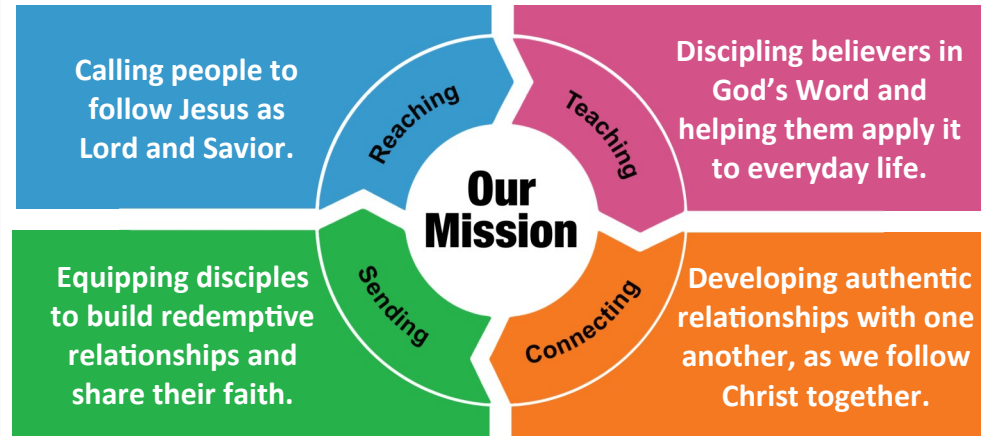 Calling people to
follow Jesus as
Lord and Savior.
Reaching
Teaching
Discipling believers in
God’s Word and
helping them apply it
to everyday life.
Our
Mission
Equipping disciples
to build redemptive
relationships and
share their faith.
Sending
Connecting
Developing authentic
relationships with one
another, as we follow
Christ together.